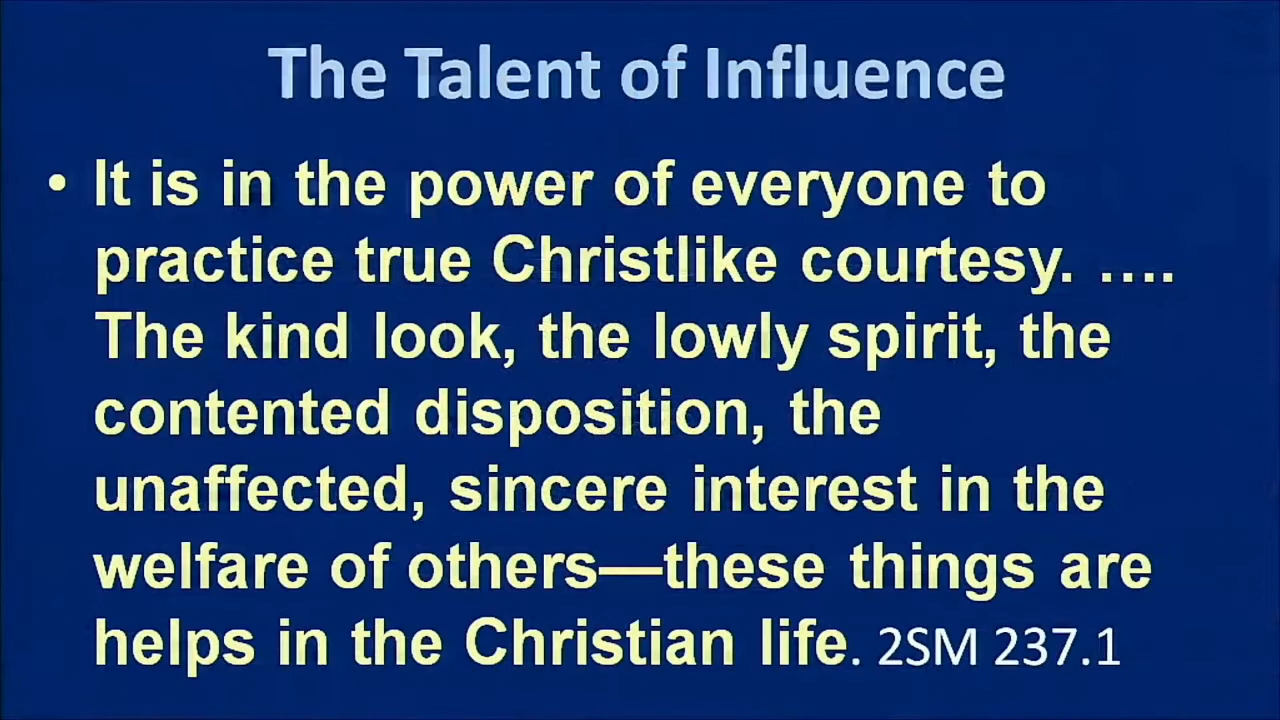 The Talent of Influence
• It is in the power of everyone to
practice true Christlike courtesy. ....
The kind look, the lowly spirit, the
contented disposition, the
unaffected, sincere interest in the
welfare of others—these things are
helps in the Christian life. 2SM 237.1